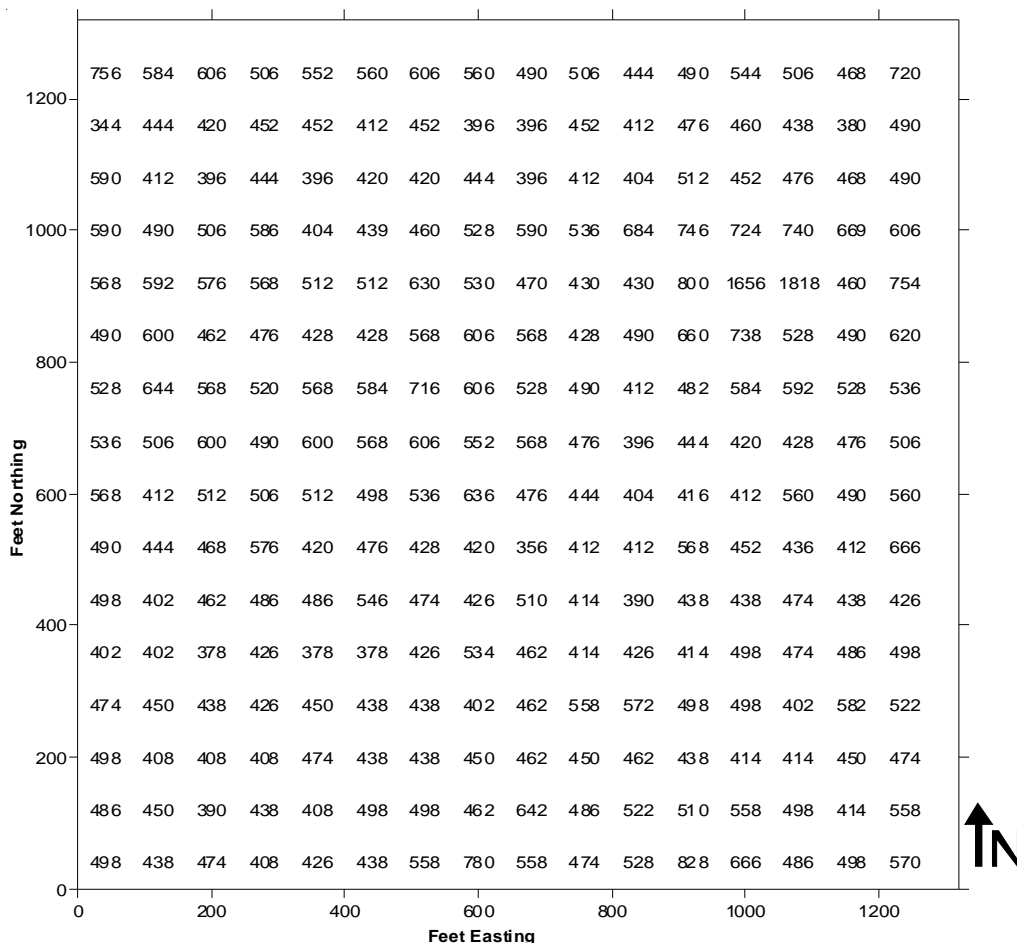 756 584 606 506 552 560 606 560 490 506 444 490 544 506 468 720
1200
344 444 420 452 452 412 452 396 396 452 412 476 460 438 380 490
590 412 396 444 396 420 420 444 396 412 404 512 452 476 468 490
1000 590 490 506 586 404 439 460 528 590 536 684 746 724 740 669 606
568 592 576 568 512 512 630 530 470 430 430 800 1656 1818 460 754
490 600 462 476 428 428 568 606 568 428 490 660 738 528 490 620
800
528 644 568 520 568 584 716 606 528 490 412 482 584 592 528 536
536 506 600 490 600 568 606 552 568 476 396 444 420 428 476 506
600 568 412 512 506 512 498 536 636 476 444 404 416 412 560 490 560
Feet Northing
490 444 468 576 420 476 428 420 356 412 412 568 452 436 412 666
498 402 462 486 486 546 474 426 510 414 390 438 438 474 438 426
400
402 402 378 426 378 378 426 534 462 414 426 414 498 474 486 498
474 450 438 426 450 438 438 402 462 558 572 498 498 402 582 522
200 498 408 408 408 474 438 438 450 462 450 462 438 414 414 450 474
486 450 390 438 408 498 498 462 642 486 522 510 558 498 414 558
N
498 438 474 408 426 438 558 780 558 474 528 828 666 486 498 570
0
0 200 400 600 800 1000 1200
Feet Easting